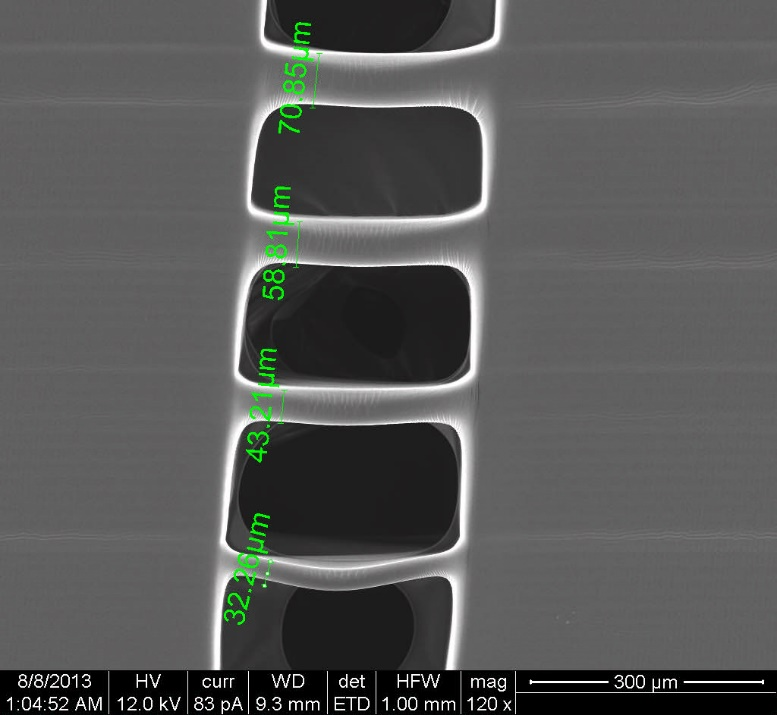 70.85µm
58.81µm
43.21µm
32.26µm
8/8/2013 HV curr WD det HFW mag
1:04:52 AM 12.0 kV 83 pA 9.3 mm ETD 1.00 mm 120 x
300 µm